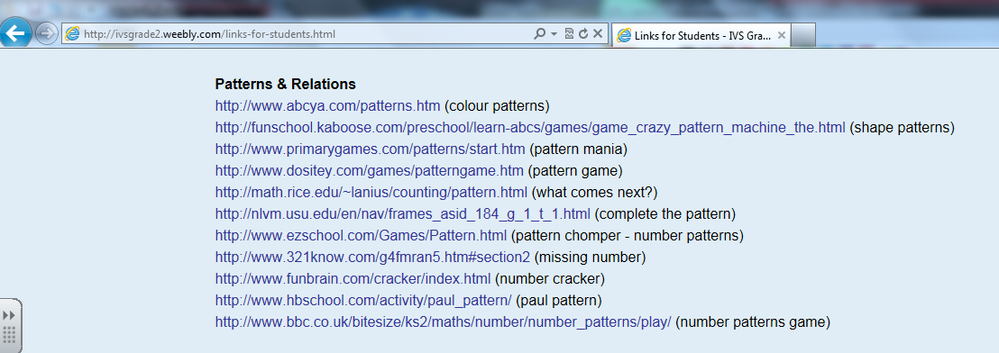 http://ivsgrade2.weebly.com/links-for-students.html
Links for Students - IVS Gra...
Patterns & Relations
http://www.abcya.com/patterns.htm (colour patterns)
http://funschool.kaboose.com/preschool/learn-abcs/games/game_crazy_pattern_machine_the.html (shape patterns)
http://www.primarygames.com/patterns/start.htm (pattern mania)
http://www.dositey.com/games/patterngame.htm (pattern game)
http://math.rice.edu/~lanius/counting/pattern.html (what comes next?)
http://nlvm.usu.edu/en/nav/frames_asid_184_g_1_t_1.html (complete the pattern)
http://www.ezschool.com/Games/Pattern.html (pattern chomper - number patterns)
http://www.321know.com/g4fmran5.htm#section2 (missing number)
http://www.funbrain.com/cracker/index.html (number cracker)
http://www.hbschool.com/activity/paul_pattern/ (paul pattern)
http://www.bbc.co.uk/bitesize/ks2/maths/number/number_patterns/play/ (number patterns game)